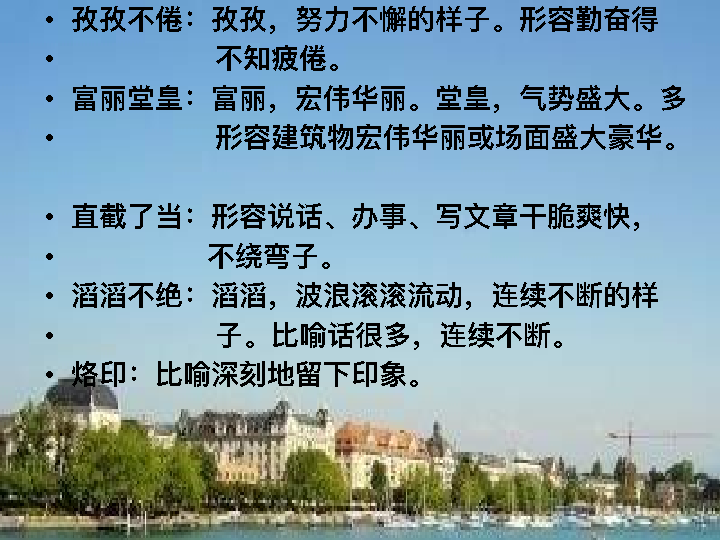 • 孜孜不倦：孜孜，努力不懈的样子。形容勤奋得
• 不知疲倦。
• 富丽堂皇：富丽，宏伟华丽。堂皇，气势盛大。多
• 形容建筑物宏伟华丽或场面盛大豪华。
• 直截了当：形容说话、办事、写文章干脆爽快，
• 不绕弯子。
• 滔滔不绝：滔滔，波浪滚滚流动，连续不断的样
• 子。比喻话很多，连续不断。
• 烙印：比喻深刻地留下印象。